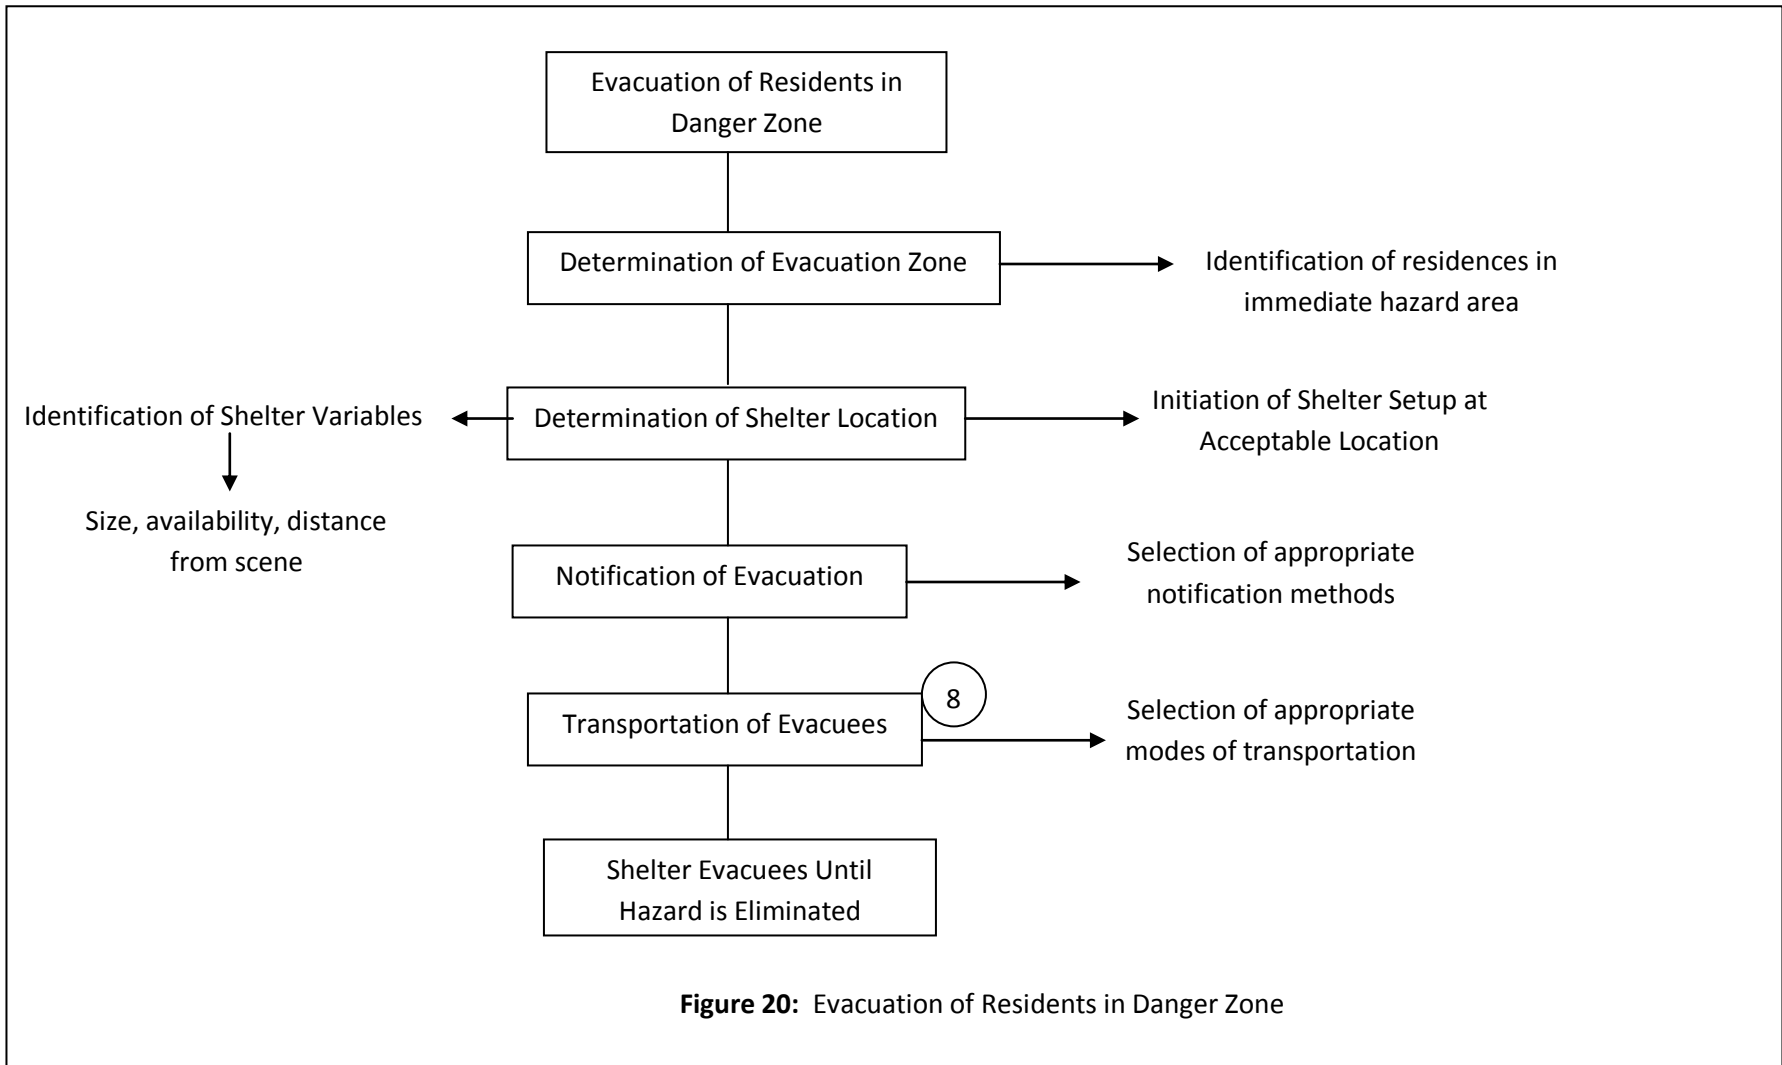 Evacuation of Residents in
Danger Zone
Determination of Evacuation Zone
Identification of residences in
immediate hazard area
Identification of Shelter Variables
Size, availability, distance
from scene
Determination of Shelter Location
Initiation of Shelter Setup at
Acceptable Location
Notification of Evacuation
Selection of appropriate
notification methods
Transportation of Evacuees
8
Selection of appropriate
modes of transportation
Shelter Evacuees Until
Hazard is Eliminated
Figure 20: Evacuation of Residents in Danger Zone